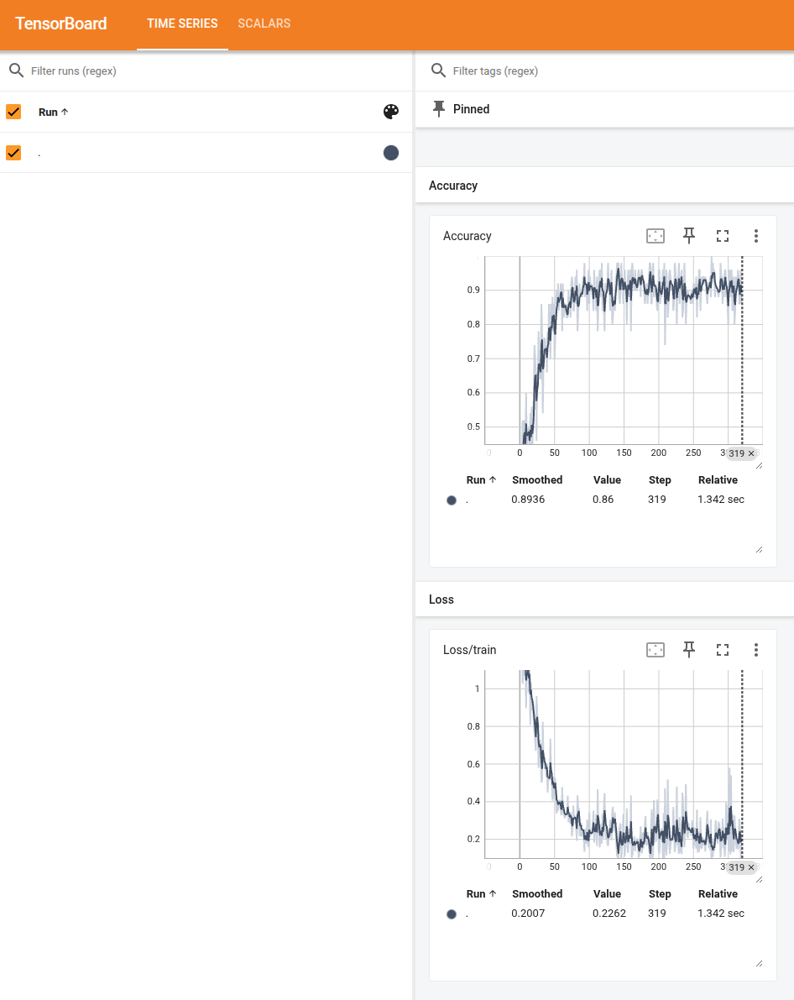 TensorBoard TIME SERIES SCALARS
Filter runs (regex)
Run ↑
.
Filter tags (regex)
Pinned
Accuracy
Accuracy
0.9
0.8
0.7
0.6
0.5
0 50 100 150 200 250 319 ×
Run ↑ Smoothed Value Step Relative
. 0.8936 0.86 319 1.342 sec
Loss
Loss/train
1
0.8
0.6
0.4
0.2
0 50 100 150 200 250 319 ×
Run ↑ Smoothed Value Step Relative
. 0.2007 0.2262 319 1.342 sec